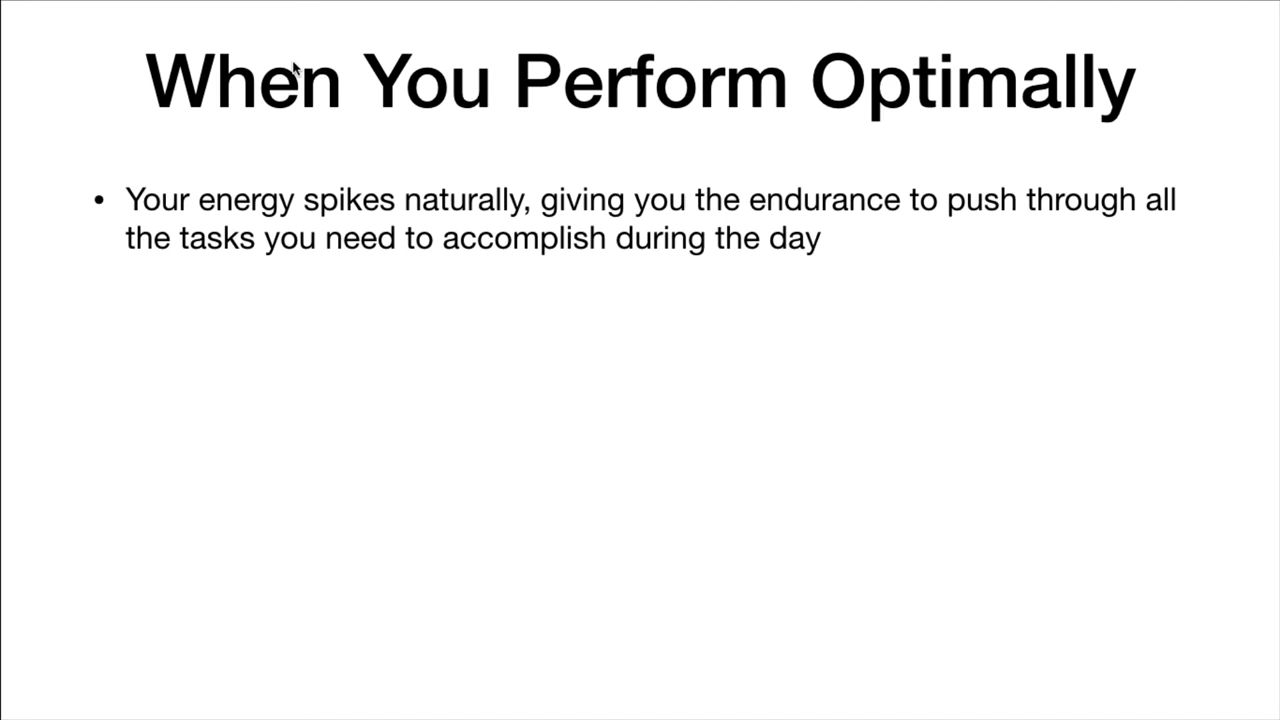 When You Perform Optimally
• Your energy spikes naturally, giving you the endurance to push through all
the tasks you need to accomplish during the day